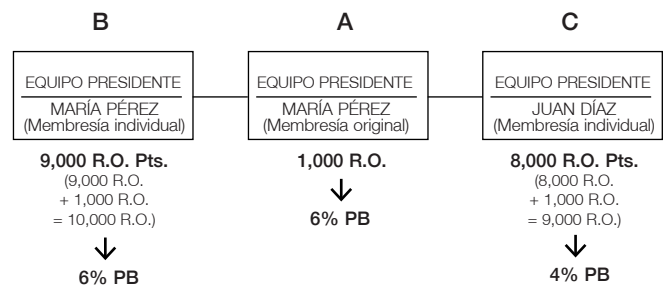 B
EQUIPO PRESIDENTE
MARÍA PÉREZ
(Membresía individual)
9,000 R.O. Pts.
(9,000 R.O.
+ 1,000 R.O.
= 10,000 R.O.)
6% PB
A
EQUIPO PRESIDENTE
MARÍA PÉREZ
(Membresía original)
1,000 R.O.
6% PB
C
EQUIPO PRESIDENTE
JUAN DÍAZ
(Membresía individual)
8,000 R.O. Pts.
(8,000 R.O.
+ 1,000 R.O.
= 9,000 R.O.)
4% PB